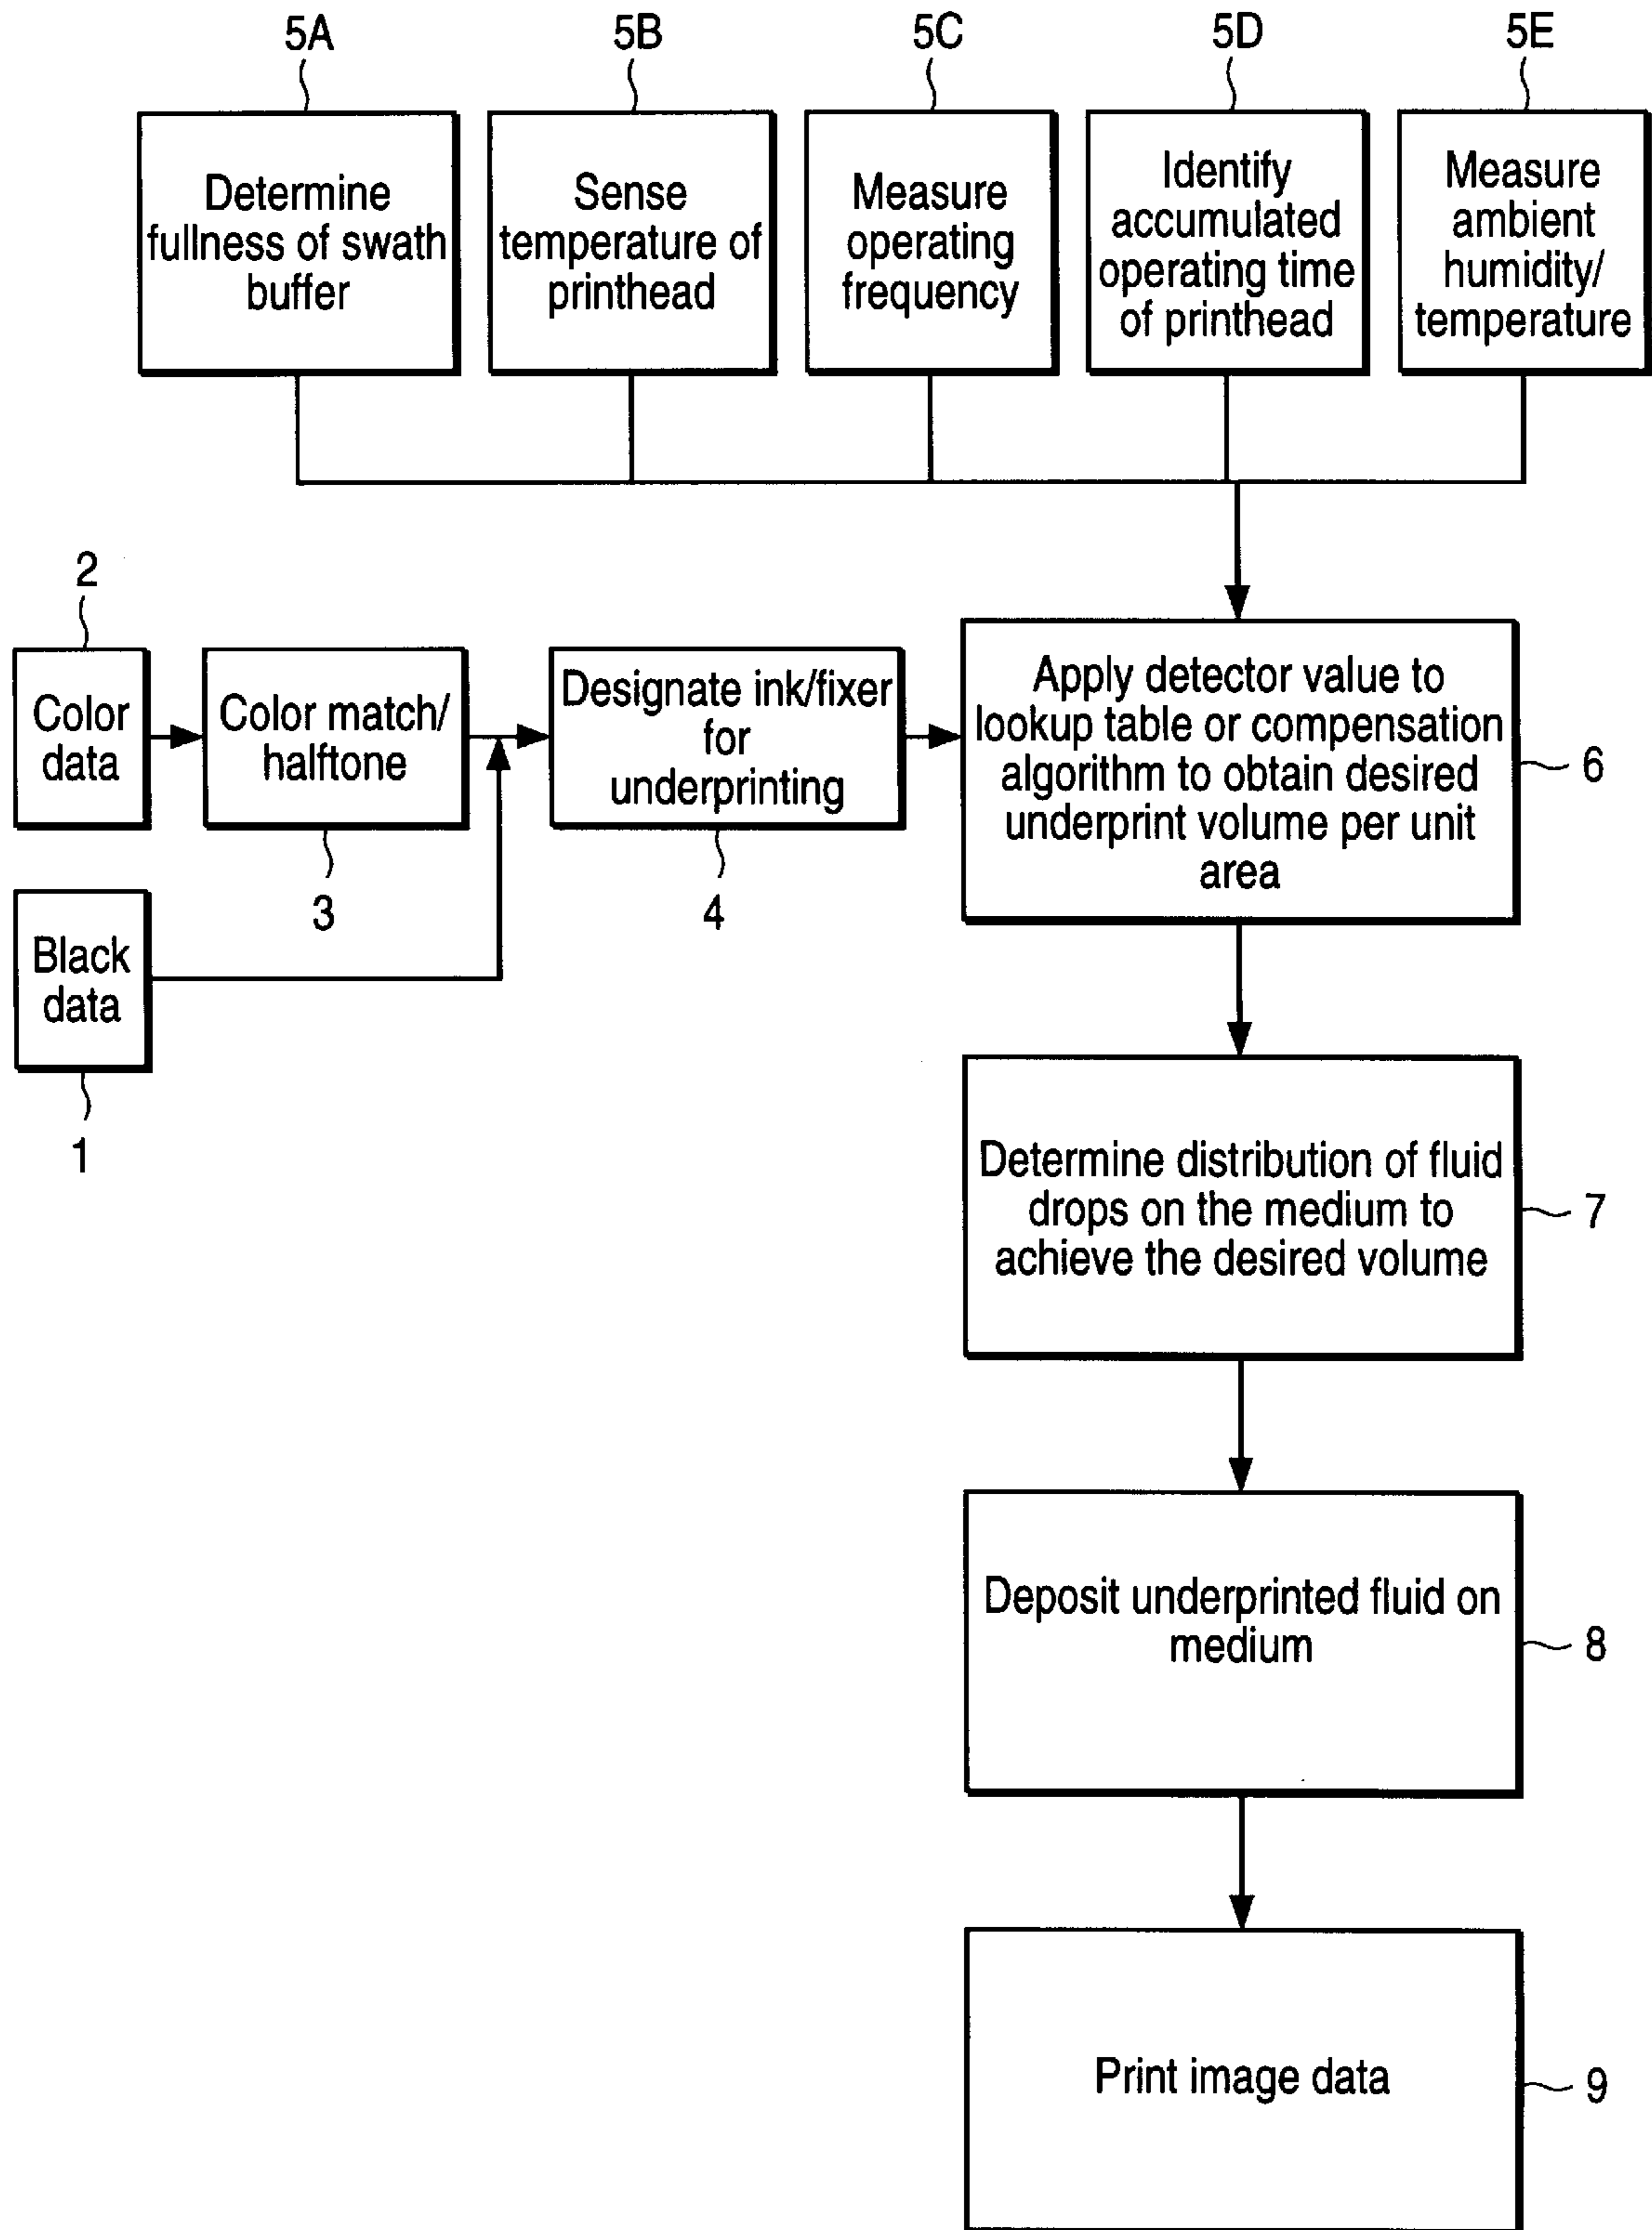 5A
5B
5C
5D
5E
Determine
fullness of swath
buffer
Sense
temperature of
printhead
Measure
operating
frequency
Identify
accumulated
operating time
of printhead
Measure
ambient
humidity/
temperature
2
Color
data
Color match/
halftone
3
Designate ink/fixer
for
underprinting
4
Apply detector value to
lookup table or compensation
algorithm to obtain desired
underprint volume per unit
area
6
Black
data
1
Determine distribution of fluid
drops on the medium to
achieve the desired volume
7
Deposit underprinted fluid on
medium
8
Print image data
9